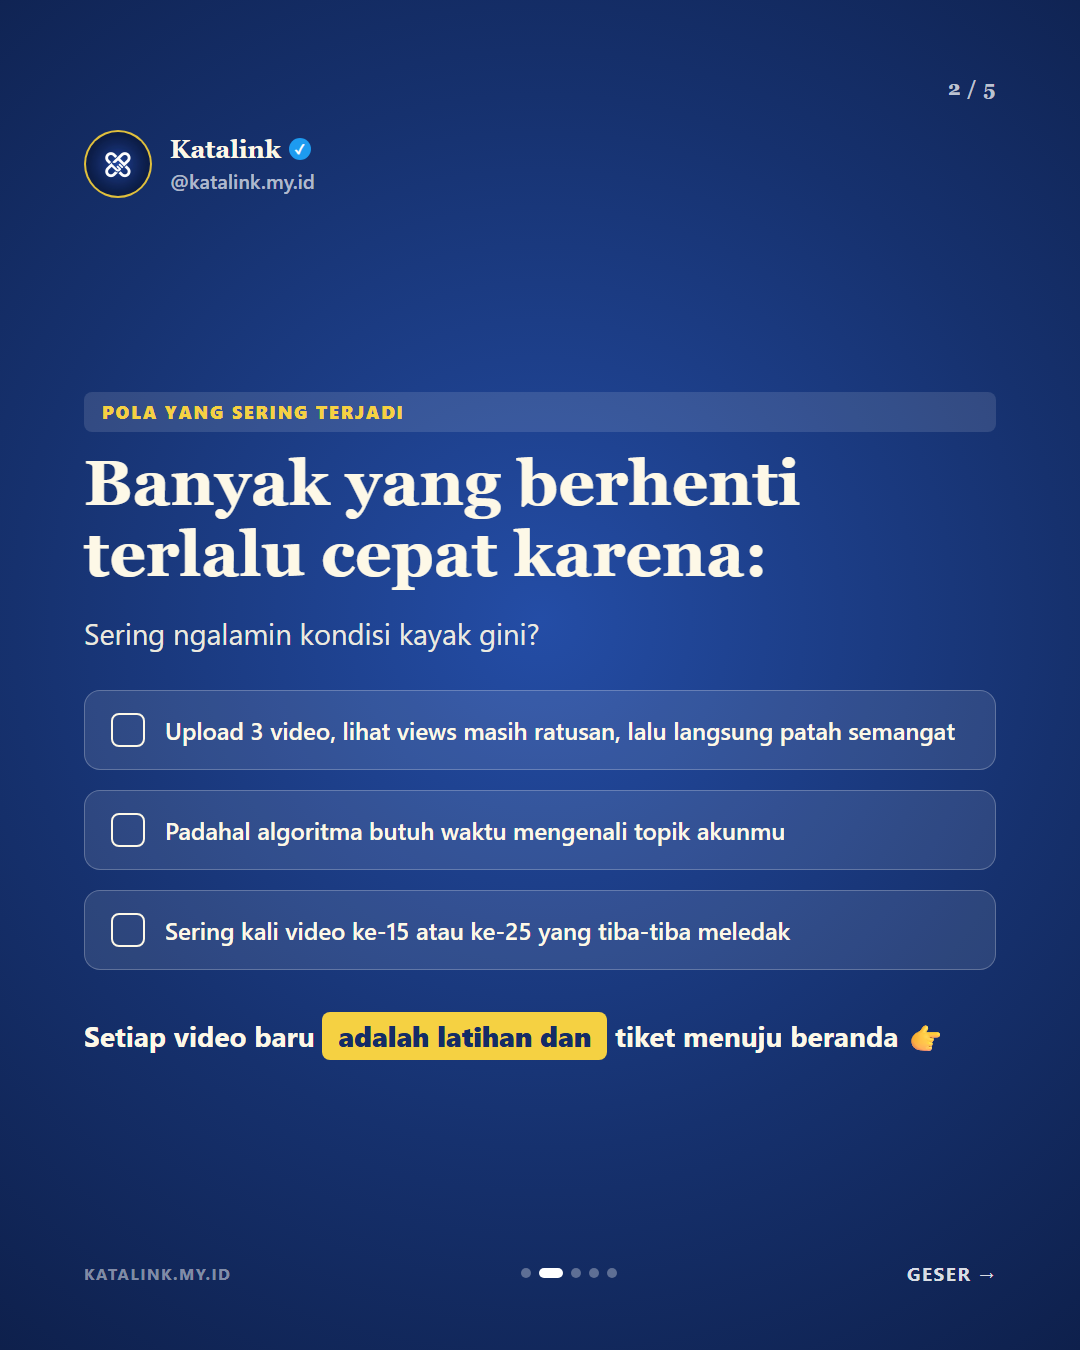 2 / 5
Katalink
@katalink.my.id
POLA YANG SERING TERJADI
Banyak yang berhenti
terlalu cepat karena:
Sering ngalamin kondisi kayak gini?
Upload 3 video, lihat views masih ratusan, lalu langsung patah semangat
Padahal algoritma butuh waktu mengenali topik akunmu
Sering kali video ke-15 atau ke-25 yang tiba-tiba meledak
Setiap video baru adalah latihan dan tiket menuju beranda 👉
KATALINK.MY.ID
GESER →